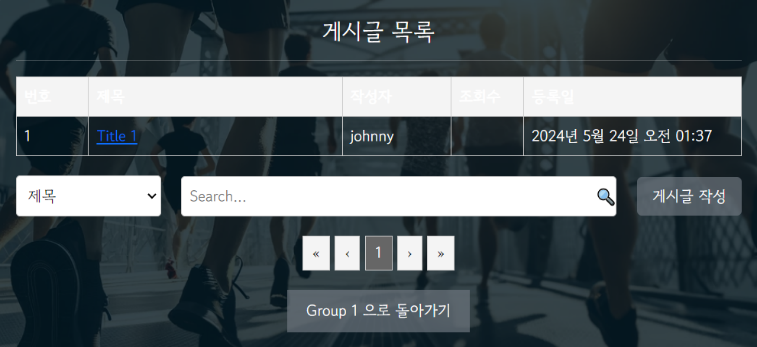 게시글 목록
번호 제목 작성자 조회수 등록일
1 Title 1 johnny 2024년 5월 24일 오전 01:37
제목 Search... 게시글 작성
« ‹ 1 › »
Group 1 으로 돌아가기